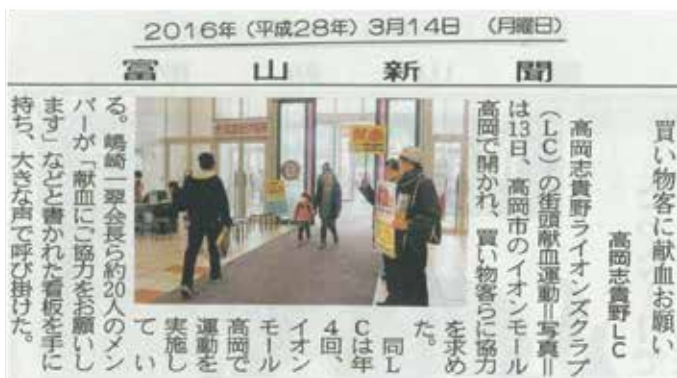 2016年(平成28年)3月14日 (月曜日)
富山新聞
買い物客に献血お願い
高岡志貴野LC
高岡志貴野ライオンズクラブ
(LC)の街頭献血運動=写真=
は13日、高岡市のイオンモール
高岡で開かれ、買い物客らに協力
を求め
た。
同L
Cは年
4回、
イオン
モール
高岡で
運動を
実施し
てい
る。嶋崎一翠会長ら約20人のメン
バーが「献血にご協力をお願いし
ます」などと書かれた看板を手に
持ち、大きな声で呼び掛けた。
献血